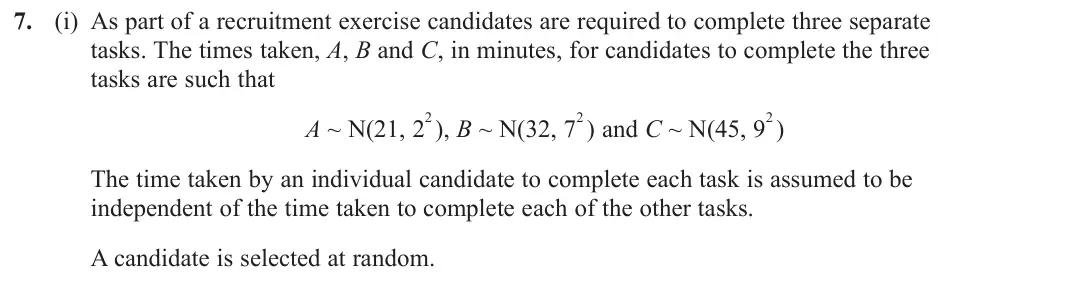 7. (i) As part of a recruitment exercise candidates are required to complete three separate
tasks. The times taken, A, B and C, in minutes, for candidates to complete the three
tasks are such that
A ~ N(21, 2²), B ~ N(32, 7²) and C ~ N(45, 9²)
The time taken by an individual candidate to complete each task is assumed to be
independent of the time taken to complete each of the other tasks.
A candidate is selected at random.